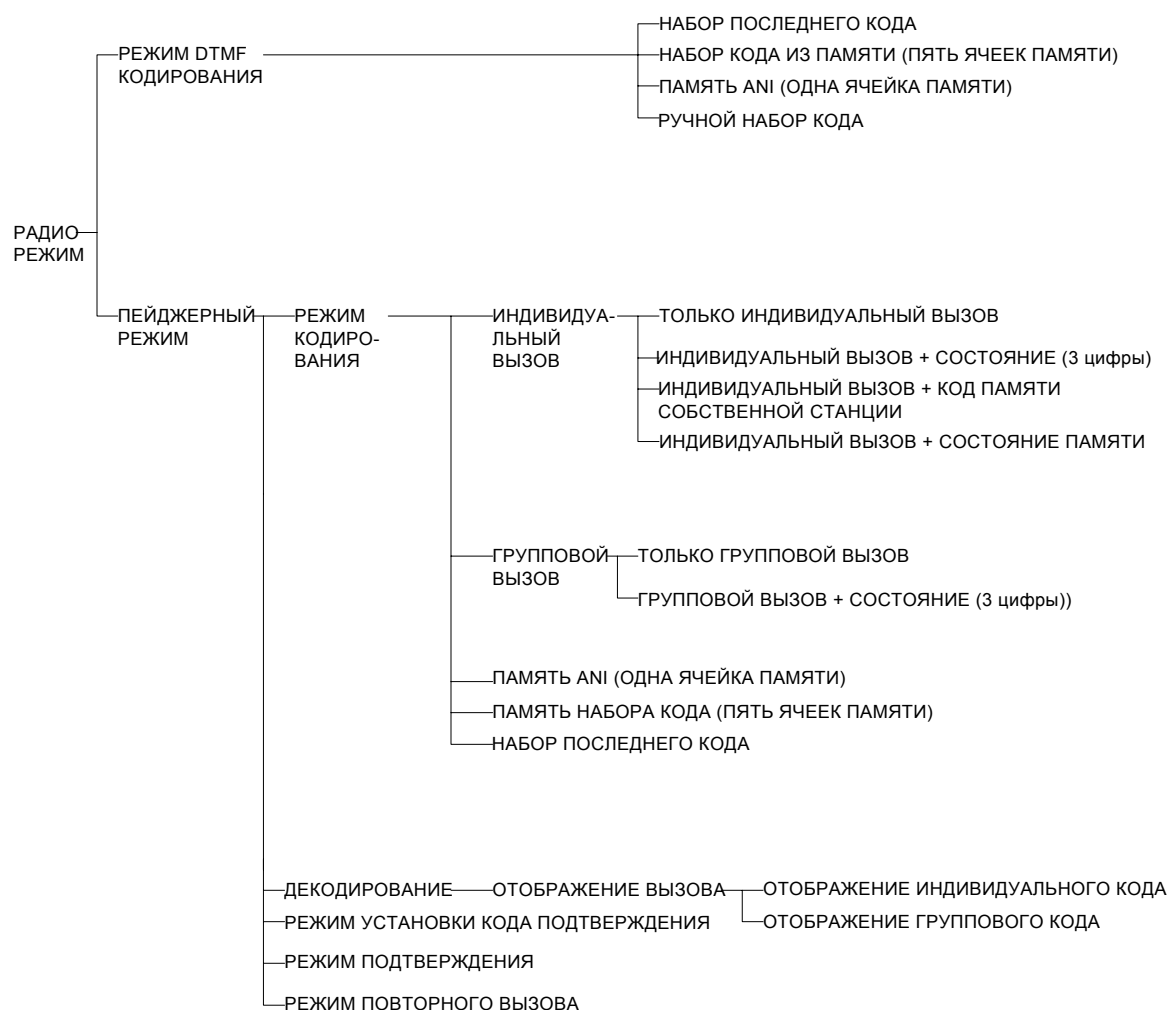 НАБОР ПОСЛЕДНЕГО КОДА
РЕЖИМ DTMF
КОДИРОВАНИЯ
НАБОР КОДА ИЗ ПАМЯТИ (ПЯТЬ ЯЧЕЕК ПАМЯТИ)
ПАМЯТЬ ANI (ОДНА ЯЧЕЙКА ПАМЯТИ)
РУЧНОЙ НАБОР КОДА
РАДИО
РЕЖИМ
ПЕЙДЖЕРНЫЙ
РЕЖИМ
РЕЖИМ
КОДИРО-
ВАНИЯ
ИНДИВИДУА-
ЛЬНЫЙ
ВЫЗОВ
ТОЛЬКО ИНДИВИДУАЛЬНЫЙ ВЫЗОВ
ИНДИВИДУАЛЬНЫЙ ВЫЗОВ + СОСТОЯНИЕ (3 цифры)
ИНДИВИДУАЛЬНЫЙ ВЫЗОВ + КОД ПАМЯТИ
СОБСТВЕННОЙ СТАНЦИИ
ИНДИВИДУАЛЬНЫЙ ВЫЗОВ + СОСТОЯНИЕ ПАМЯТИ
ГРУППОВОЙ
ВЫЗОВ
ТОЛЬКО ГРУППОВОЙ ВЫЗОВ
ГРУППОВОЙ ВЫЗОВ + СОСТОЯНИЕ (3 цифры))
ПАМЯТЬ ANI (ОДНА ЯЧЕЙКА ПАМЯТИ)
ПАМЯТЬ НАБОРА КОДА (ПЯТЬ ЯЧЕЕК ПАМЯТИ)
НАБОР ПОСЛЕДНЕГО КОДА
ДЕКОДИРОВАНИЕ
ОТОБРАЖЕНИЕ ВЫЗОВА
ОТОБРАЖЕНИЕ ИНДИВИДУАЛЬНОГО КОДА
РЕЖИМ УСТАНОВКИ КОДА ПОДТВЕРЖДЕНИЯ
ОТОБРАЖЕНИЕ ГРУППОВОГО КОДА
РЕЖИМ ПОДТВЕРЖДЕНИЯ
РЕЖИМ ПОВТОРНОГО ВЫЗОВА